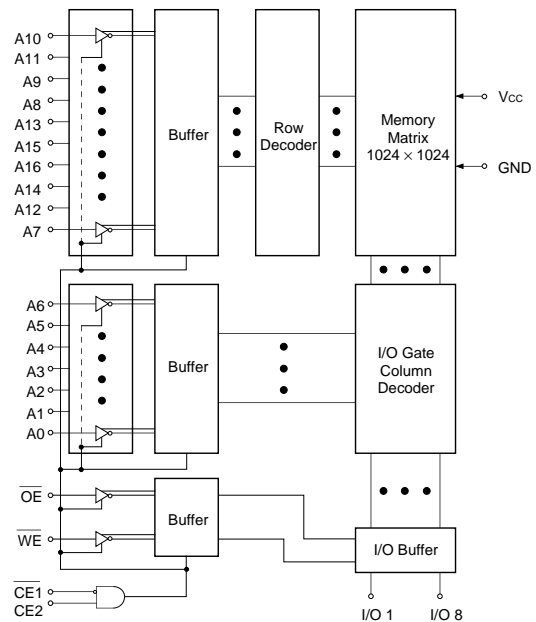 A10
A11
A9
A8
A13
A15
A16
A14
A12
A7
Buffer
Row
Decoder
Memory
Matrix
1024 × 1024
Vcc
GND
A6
A5
A4
A3
A2
A1
A0
Buffer
I/O Gate
Column
Decoder
OE
WE
Buffer
I/O Buffer
CE1
CE2
I/O 1
I/O 8